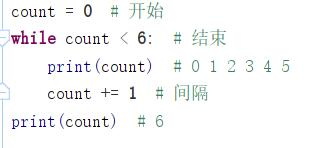 count = 0  # 开始
while count < 6:  # 结束
    print(count)  # 0 1 2 3 4 5
    count += 1  # 间隔
print(count)  # 6